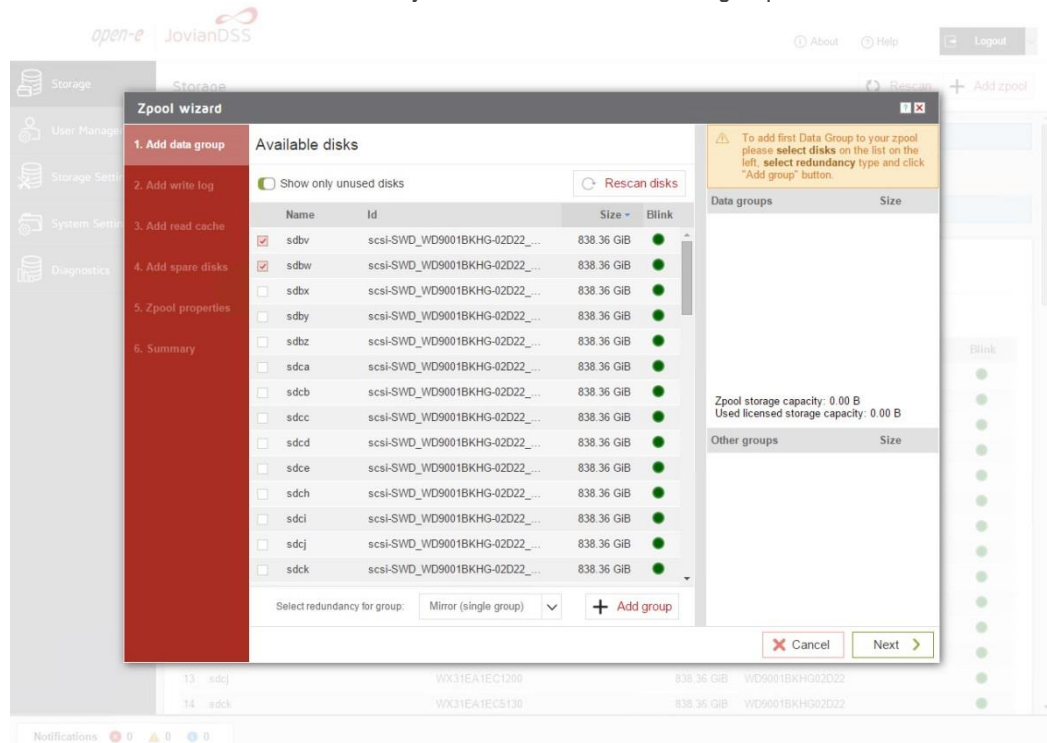 open-e JovianDSS
About Help Logout
Storage
Storage
Rescan Add zpool
Zpool wizard
User Manage
Storage Settin
System Settin
Diagnostics
1. Add data group
2. Add write log
3. Add read cache
4. Add spare disks
5. Zpool properties
6. Summary
Available disks
Show only unused disks
Rescan disks
Name Id Size Blink
sdbv scsi-SWD_WD9001BKHG-02D22_... 838.36 GiB
sdbw scsi-SWD_WD9001BKHG-02D22_... 838.36 GiB
sdbx scsi-SWD_WD9001BKHG-02D22_... 838.36 GiB
sdby scsi-SWD_WD9001BKHG-02D22_... 838.36 GiB
sdbz scsi-SWD_WD9001BKHG-02D22_... 838.36 GiB
sdca scsi-SWD_WD9001BKHG-02D22_... 838.36 GiB
sdcb scsi-SWD_WD9001BKHG-02D22_... 838.36 GiB
sdcc scsi-SWD_WD9001BKHG-02D22_... 838.36 GiB
sdcd scsi-SWD_WD9001BKHG-02D22_... 838.36 GiB
sdce scsi-SWD_WD9001BKHG-02D22_... 838.36 GiB
sdch scsi-SWD_WD9001BKHG-02D22_... 838.36 GiB
sdci scsi-SWD_WD9001BKHG-02D22_... 838.36 GiB
sdcj scsi-SWD_WD9001BKHG-02D22_... 838.36 GiB
sdck scsi-SWD_WD9001BKHG-02D22_... 838.36 GiB
Select redundancy for group: Mirror (single group) Add group
To add first Data Group to your zpool
please select disks on the list on the
left, select redundancy type and click
"Add group" button.
Data groups Size
Zpool storage capacity: 0.00 B
Used licensed storage capacity: 0.00 B
Other groups Size
Cancel Next
Blink
13 sdcj WX31EA1EC1200 838.36 GiB WD9001BKHG02D22
14 sdck WX31EA1EC5130 838.36 GiB WD9001BKHG02D22
Notifications 0 0 0